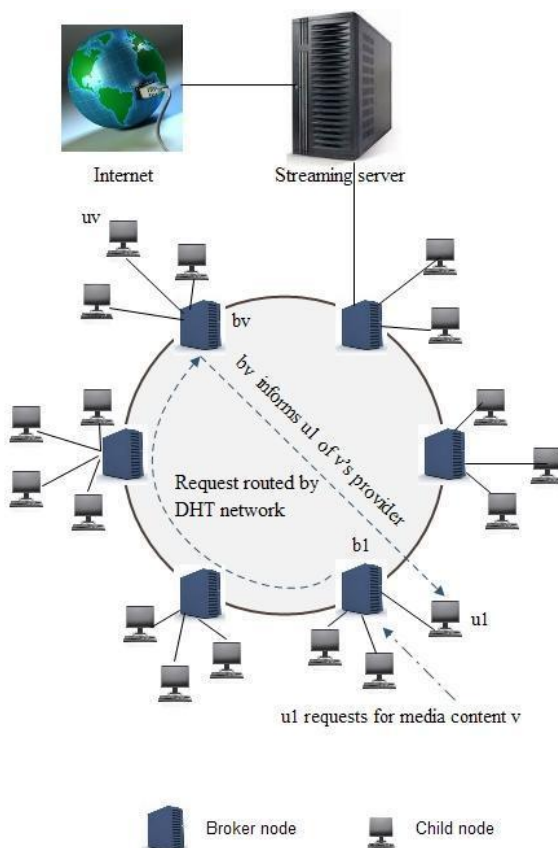 Internet
Streaming server
uv
bv
bv informs u1 of v's provider
Request routed by
DHT network
b1
u1
u1 requests for media content v
Broker node
Child node